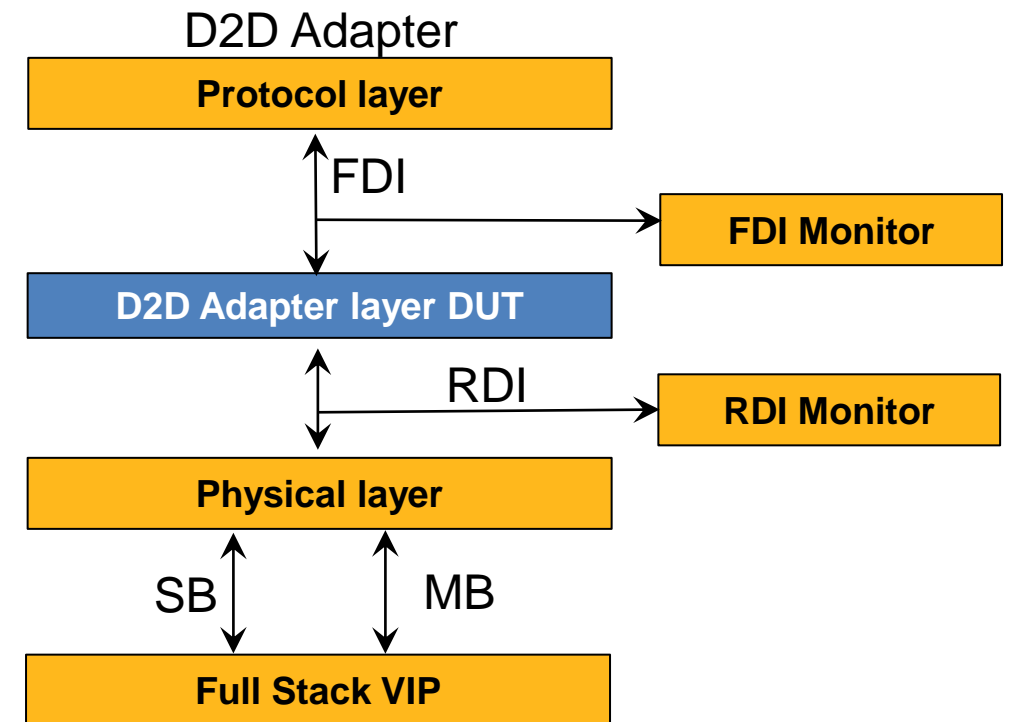 D2D Adapter
Protocol layer
FDI
FDI Monitor
D2D Adapter layer DUT
RDI
RDI Monitor
Physical layer
SB
MB
Full Stack VIP